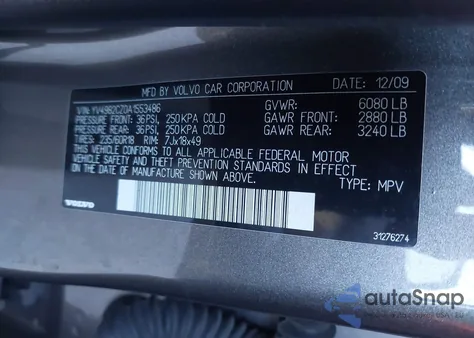 MFD BY VOLVO CAR CORPORATION DATE: 12/09
VIN: YV4982CZ0A1553486 GVWR: 6080 LB
PRESSURE FRONT: 36PSI, 250KPA COLD GAWR FRONT: 2880 LB
PRESSURE REAR: 36PSI, 250KPA COLD GAWR REAR: 3240 LB
TIRES: 235/60R18 RIM: 7Jx18x49
THIS VEHICLE CONFORMS TO ALL APPLICABLE FEDERAL MOTOR
VEHICLE SAFETY AND THEFT PREVENTION STANDARDS IN EFFECT
ON THE DATE OF MANUFACTURE SHOWN ABOVE.
TYPE: MPV
VOLVO
31276274
autoSnap